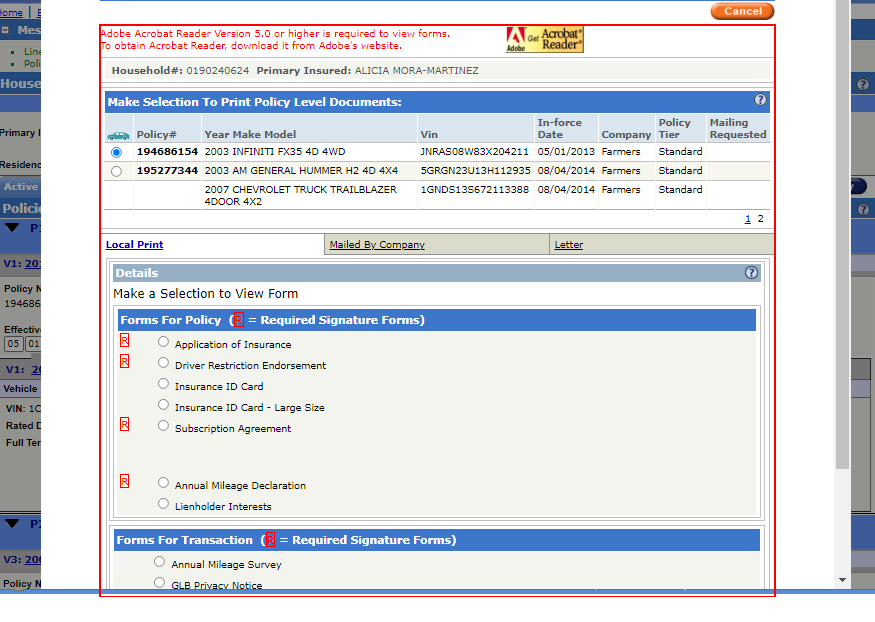 Home | E
Cancel
Mes
Line
Poli
House
Primary I
Residenc
Active
Policie
P
V1: 20
Policy N
194686
Effective
05 01
V1: 2
Vehicle
VIN: 1C
Rated D
Full Ter
P
V3: 200
Policy N
Adobe Acrobat Reader Version 5.0 or higher is required to view forms.
To obtain Acrobat Reader, download it from Adobe's website.
Adobe Get Acrobat® Reader®
Household#: 0190240624 Primary Insured: ALICIA MORA-MARTINEZ
Make Selection To Print Policy Level Documents: ?
Policy# Year Make Model Vin In-force Date Company Policy Tier Mailing Requested
194686154 2003 INFINITI FX35 4D 4WD JNRAS08W83X204211 05/01/2013 Farmers Standard
195277344 2003 AM GENERAL HUMMER H2 4D 4X4 5GRGN23U13H112935 08/04/2014 Farmers Standard
2007 CHEVROLET TRUCK TRAILBLAZER 4DOOR 4X2 1GNDS13S672113388 08/04/2014 Farmers Standard
1 2
Local Print Mailed By Company Letter
Details ?
Make a Selection to View Form
Forms For Policy (R = Required Signature Forms)
R Application of Insurance
R Driver Restriction Endorsement
Insurance ID Card
Insurance ID Card - Large Size
R Subscription Agreement
R Annual Mileage Declaration
Lienholder Interests
Forms For Transaction (R = Required Signature Forms)
Annual Mileage Survey
GLB Privacy Notice